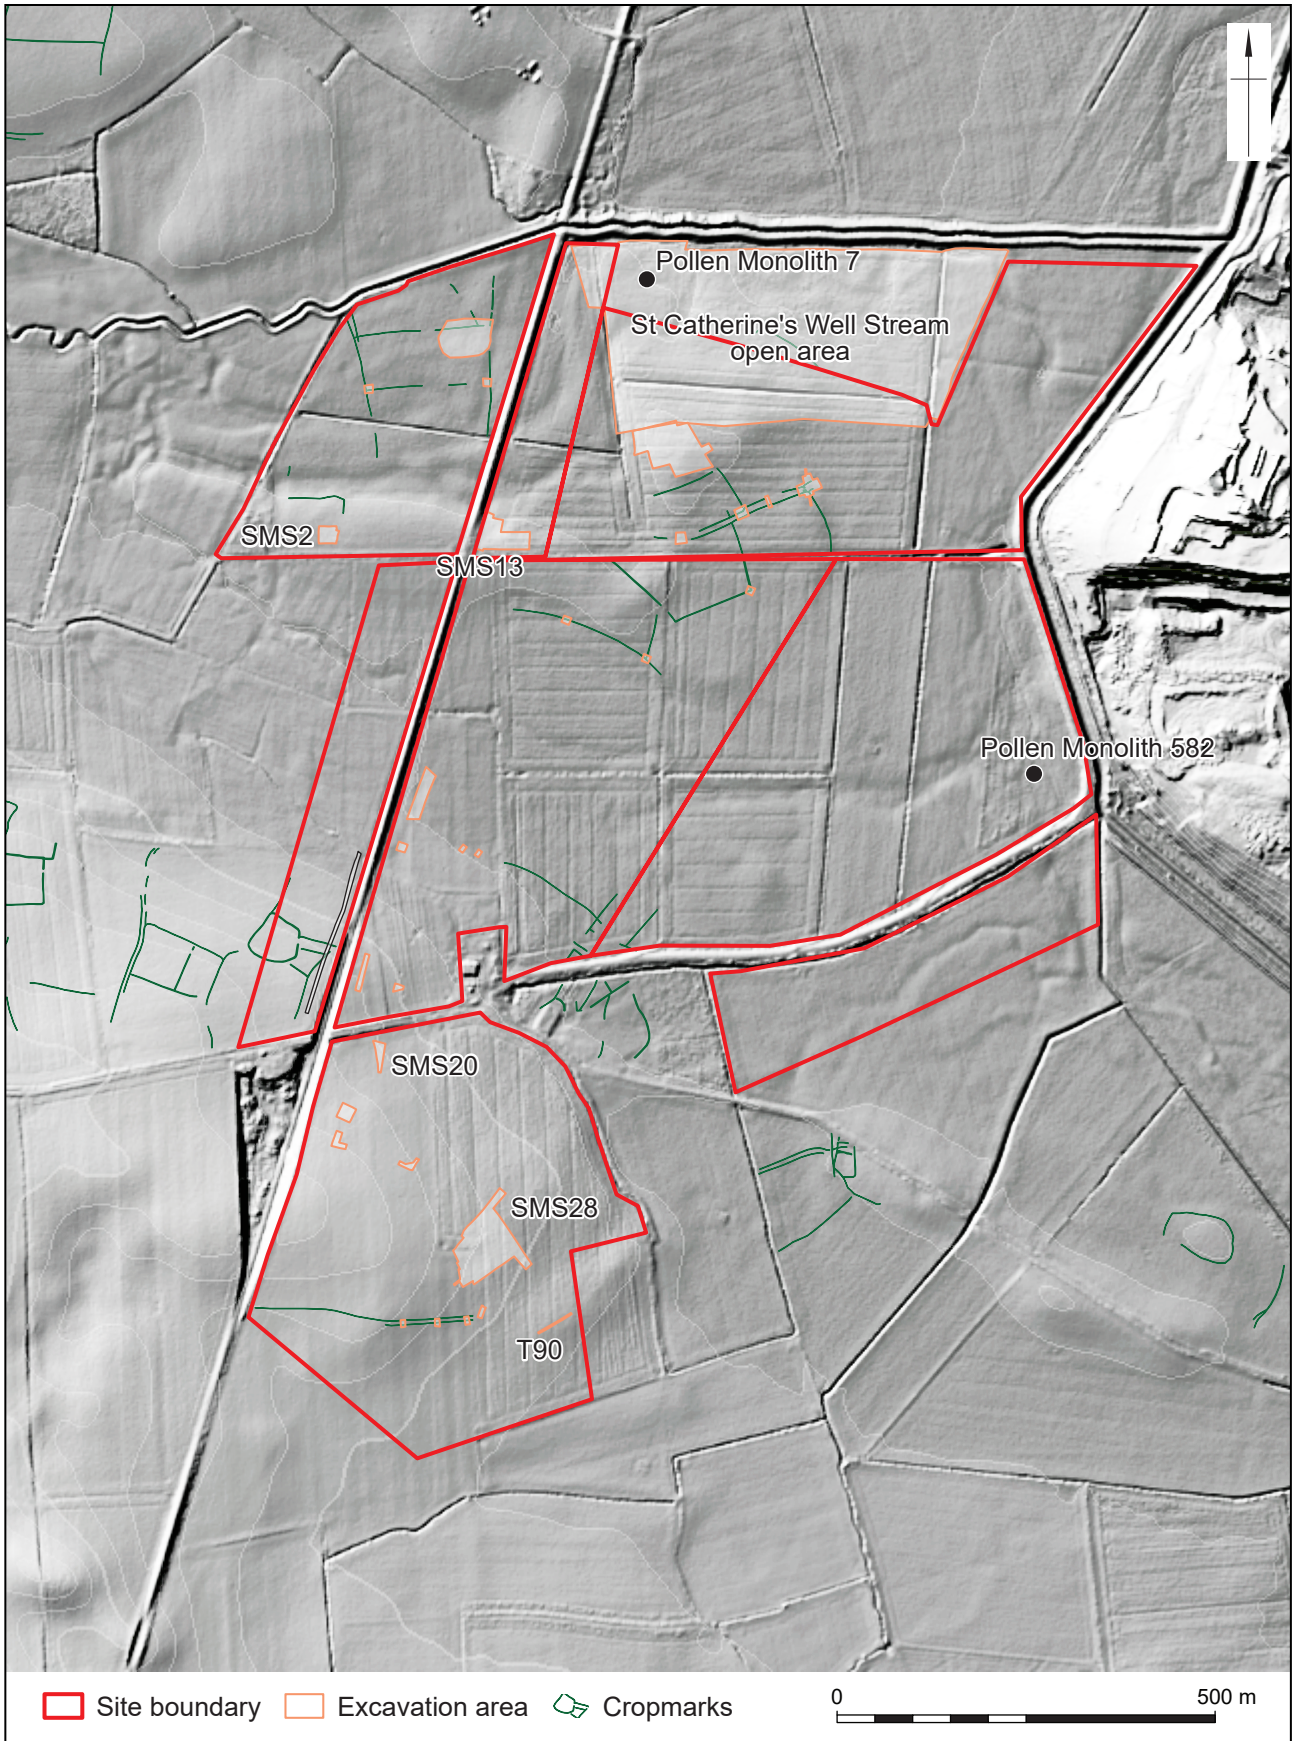 Pollen Monolith 7
St Catherine's Well Stream
open area
SMS2
SMS13
Pollen Monolith 582
SMS20
SMS28
T90
Site boundary
Excavation area
Cropmarks
0
500 m